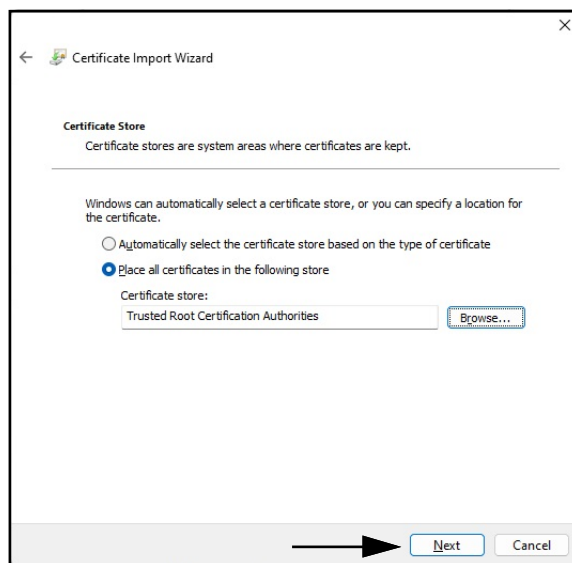 Certificate Import Wizard
Certificate Store
Certificate stores are system areas where certificates are kept.
Windows can automatically select a certificate store, or you can specify a location for
the certificate.
Automatically select the certificate store based on the type of certificate
Place all certificates in the following store
Certificate store:
Trusted Root Certification Authorities
Browse...
Next
Cancel